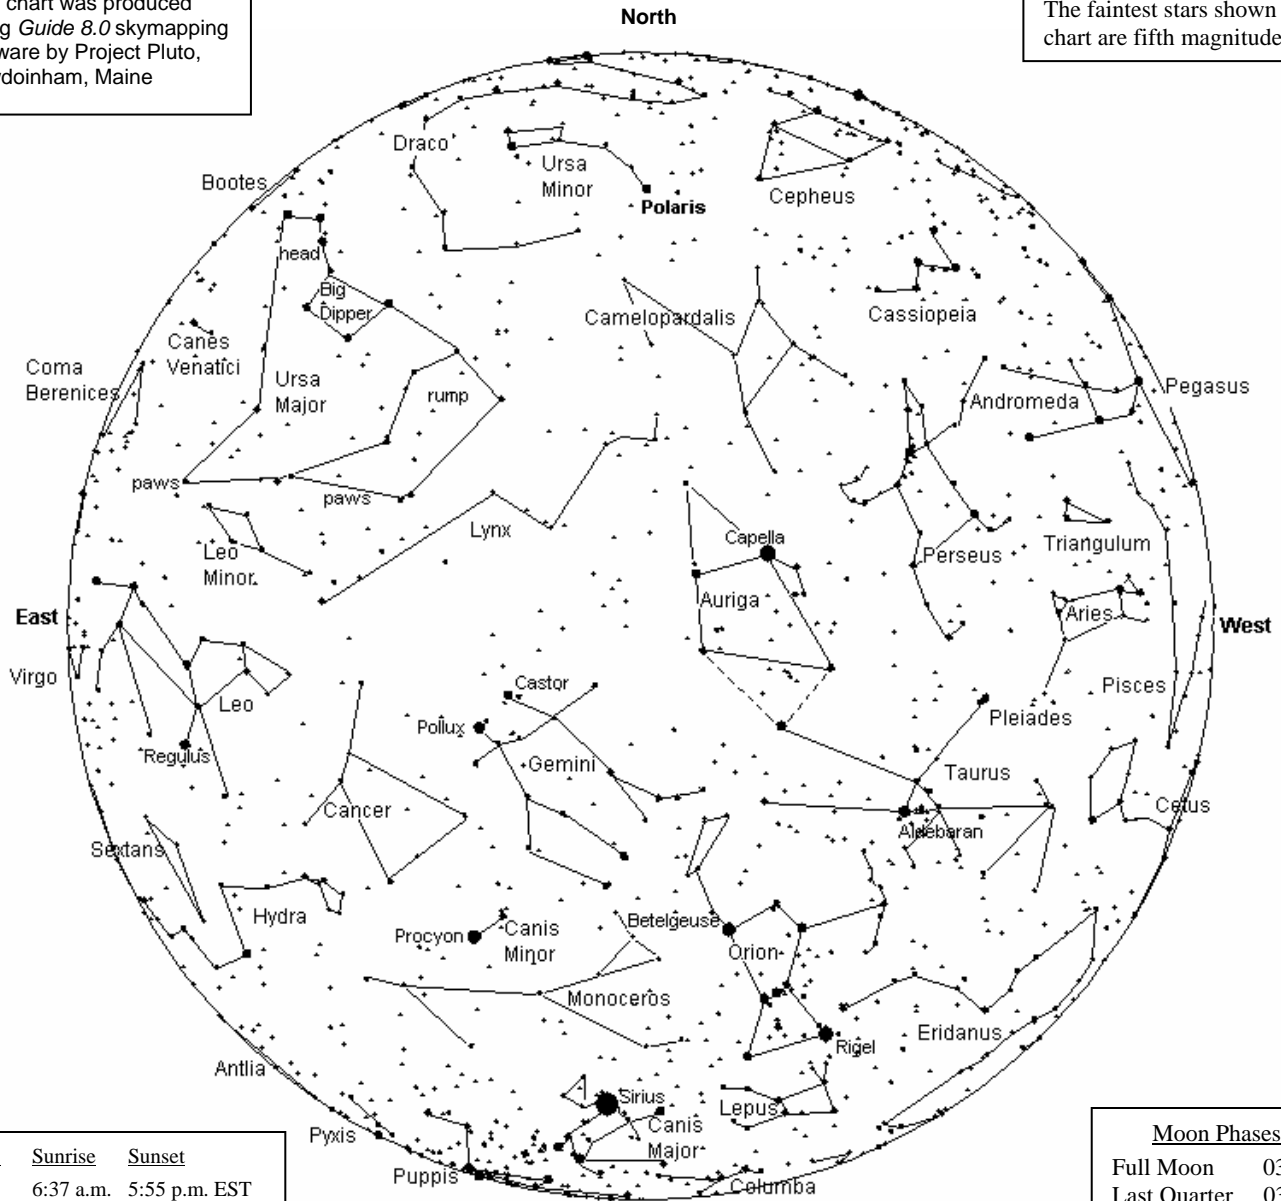 chart was produced
g Guide 8.0 skymapping
ware by Project Pluto,
doinham, Maine
North
The faintest stars shown
chart are fifth magnitude
Draco
Ursa
Minor
Bootes
Polaris
Cepheus
head
Big
Dipper
Camelopardalis
Cassiopeia
Canes
Venatici
Coma
Berenices
Ursa
Major
rump
Andromeda
Pegasus
paws
paws
Lynx
Capella
Perseus
Triangulum
Leo
Minor
Auriga
Aries
East
West
Virgo
Leo
Castor
Pisces
Pollux
Pleiades
Regulus
Gemini
Taurus
Cancer
Cetus
Aldebaran
Sextans
Hydra
Betelgeuse
Procyon
Canis
Minor
Orion
Monoceros
Eridanus
Rigel
Antlia
Sirius
Lepus
Canis
Major
Pyxis
Puppis
Columba
Sunrise Sunset
6:37 a.m. 5:55 p.m. EST
Moon Phases
Full Moon 03
Last Quarter 03